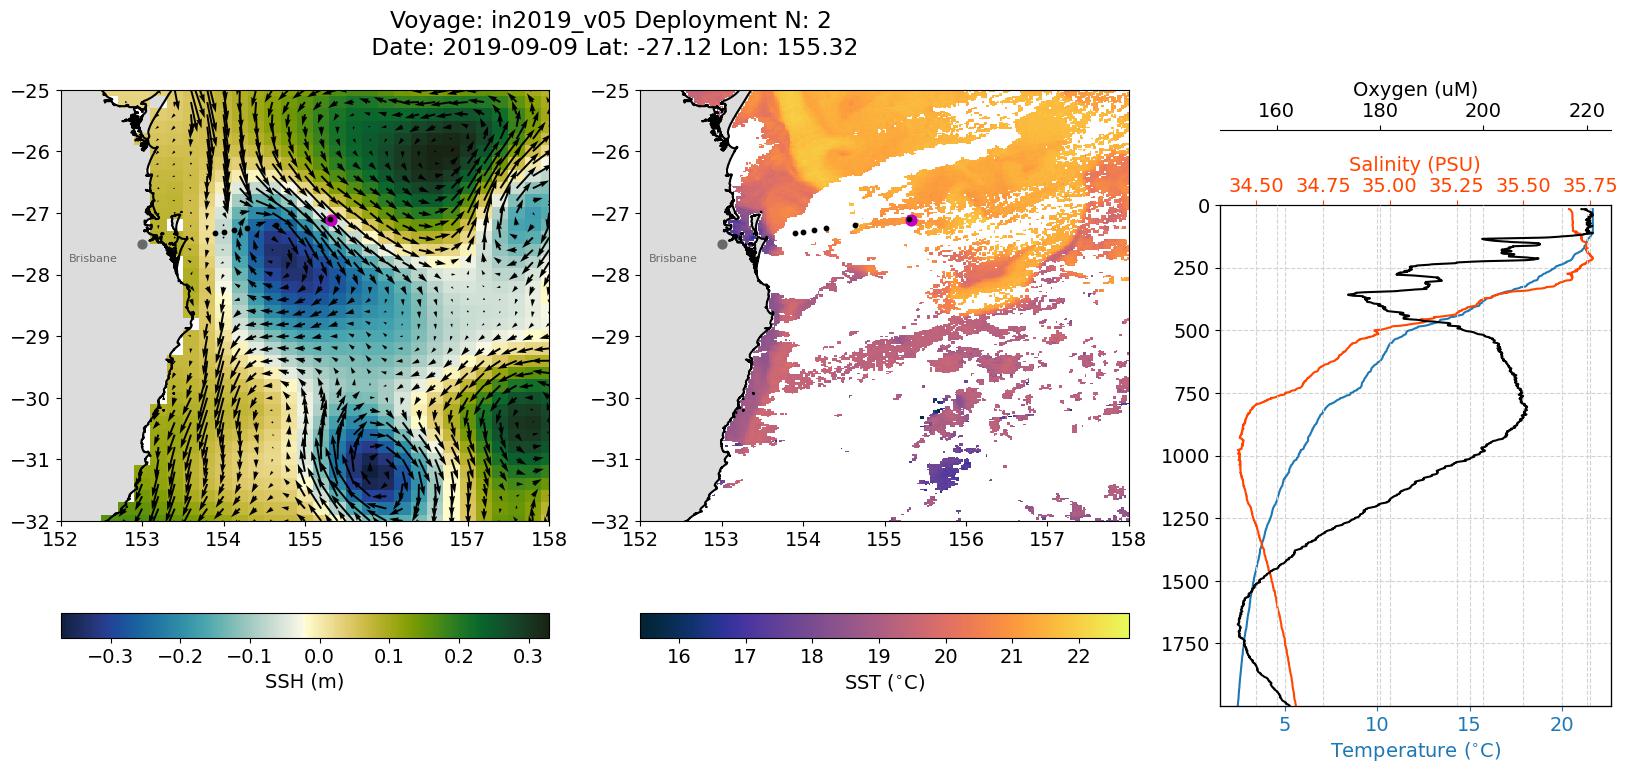 Voyage: in2019_v05 Deployment N: 2
Date: 2019-09-09 Lat: -27.12 Lon: 155.32
−25
−26
−27
−28
−29
−30
−31
−32
152 153 154 155 156 157 158
Brisbane
−0.3 −0.2 −0.1 0.0 0.1 0.2 0.3
SSH (m)
−25
−26
−27
−28
−29
−30
−31
−32
152 153 154 155 156 157 158
Brisbane
16 17 18 19 20 21 22
SST (°C)
Oxygen (uM)
160 180 200 220
Salinity (PSU)
34.50 34.75 35.00 35.25 35.50 35.75
0
250
500
750
1000
1250
1500
1750
5 10 15 20
Temperature (°C)